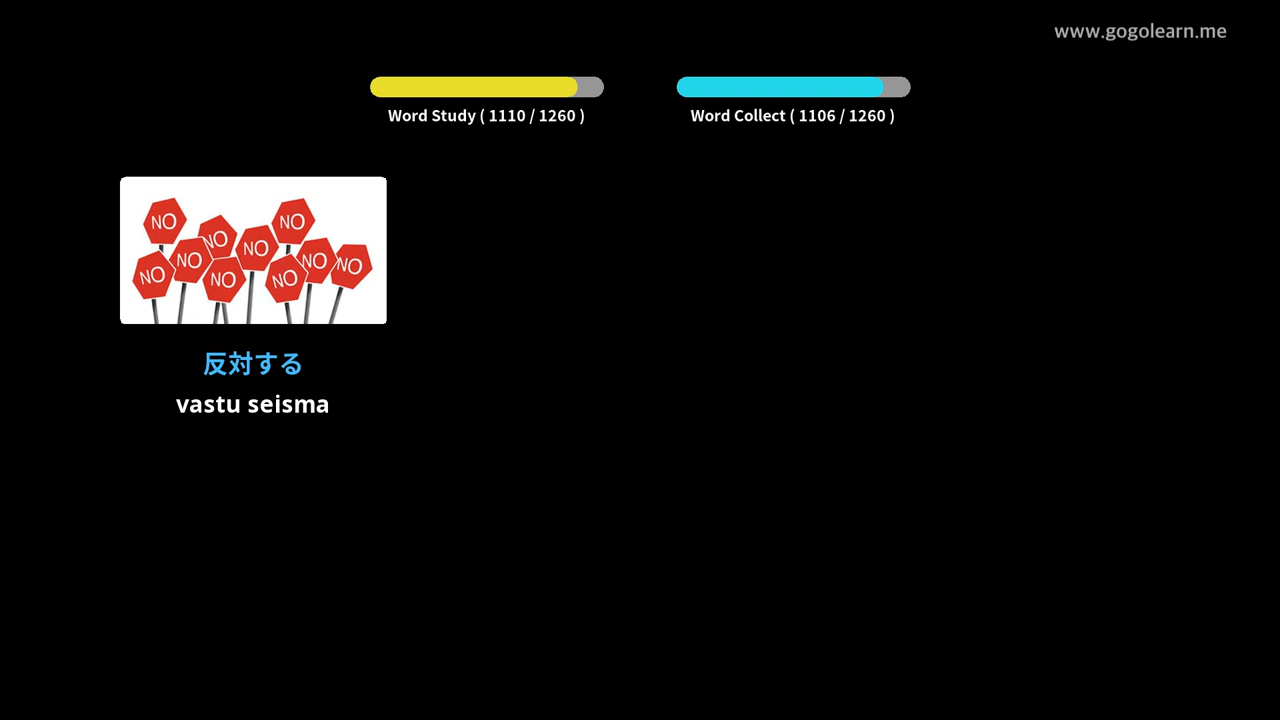 www.gogolearn.me
Word Study ( 1110 / 1260 )
Word Collect ( 1106 / 1260 )
NO
NO
NO
NO
NO
NO
NO
NO
NO
NO
反対する
vastu seisma